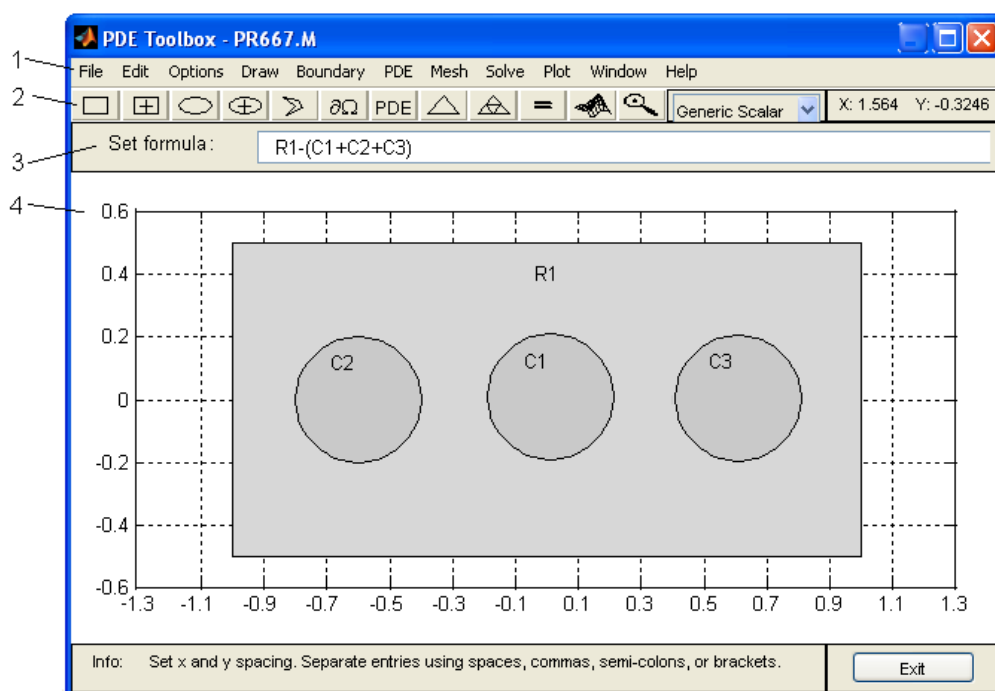 PDE Toolbox - PR667.M
1
File Edit Options Draw Boundary PDE Mesh Solve Plot Window Help
2
∂Ω PDE = Generic Scalar X: 1.564 Y: -0.3246
3
Set formula: R1-(C1+C2+C3)
4
0.6
R1
0.4
0.2
C2 C1 C3
0
-0.2
-0.4
-0.6
-1.3 -1.1 -0.9 -0.7 -0.5 -0.3 -0.1 0.1 0.3 0.5 0.7 0.9 1.1 1.3
Info: Set x and y spacing. Separate entries using spaces, commas, semi-colons, or brackets. Exit